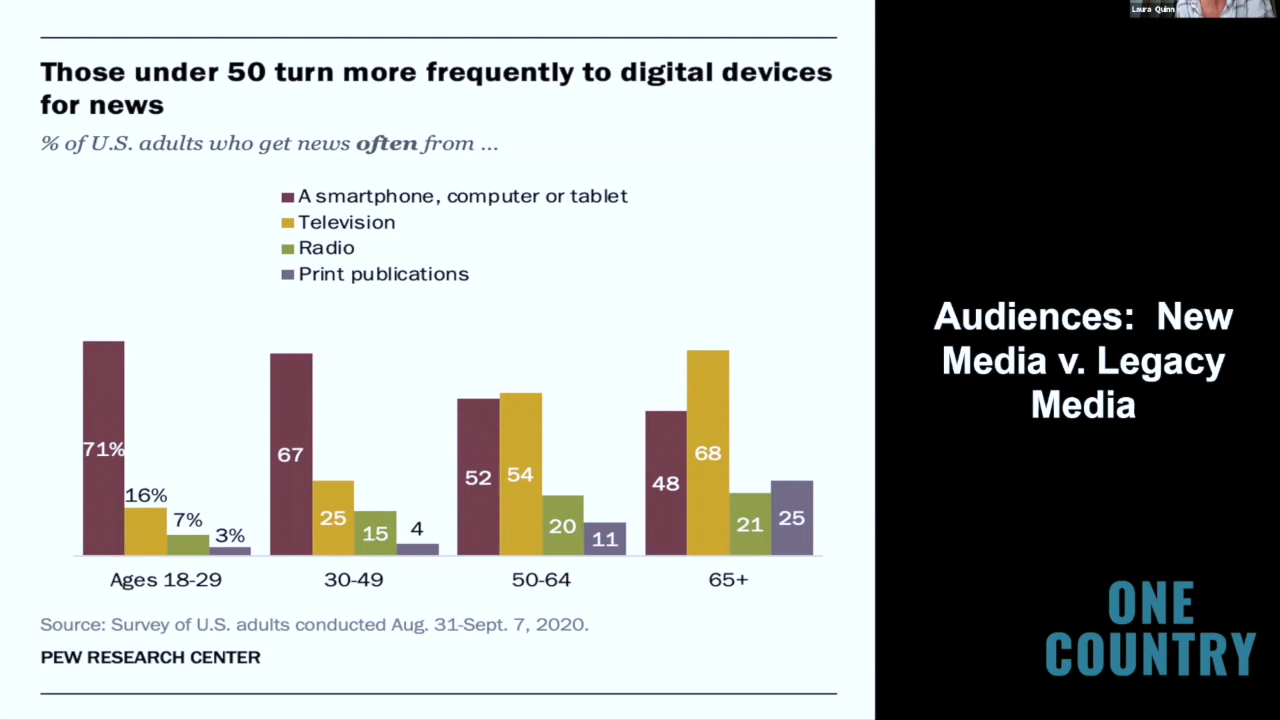 Laura Quinn
Those under 50 turn more frequently to digital devices
for news
% of U.S. adults who get news often from ...
A smartphone, computer or tablet
Television
Radio
Print publications
71%
16%
7%
3%
67
25
15
4
52
54
20
11
48
68
21
25
Ages 18-29
30-49
50-64
65+
Source: Survey of U.S. adults conducted Aug. 31-Sept. 7, 2020.
PEW RESEARCH CENTER
Audiences: New
Media v. Legacy
Media
ONE
COUNTRY